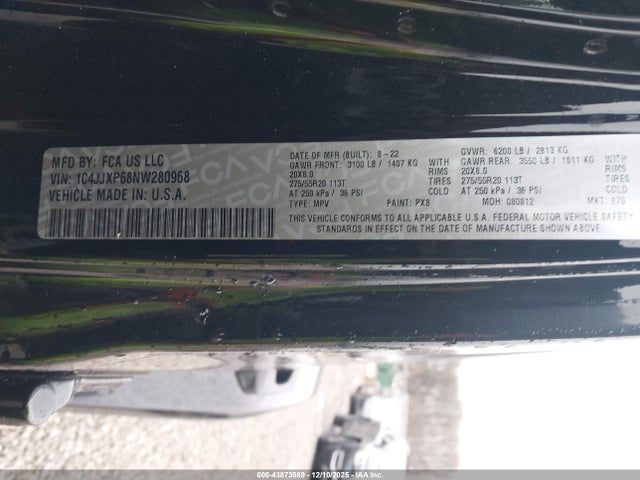 MFD BY: FCA US LLC
VIN: 1C4JJXP68NW280968
VEHICLE MADE IN: U.S.A.
DATE OF MFR (BUILT): 8-22 GVWR: 6200 LB / 2813 KG
GAWR FRONT: 3100 LB / 1407 KG WITH GAWR REAR: 3550 LB / 1611 KG WITH
20X8.0 RIMS 20X8.0 RIMS
275/55R20 113T TIRES 275/55R20 113T TIRES
AT 250 kPa / 36 PSI COLD AT 250 kPa / 36 PSI COLD
TYPE: MPV PAINT: PX8 MDH: 080812 MKT:
THIS VEHICLE CONFORMS TO ALL APPLICABLE U.S.A. FEDERAL MOTOR VEHICLE SAFETY
STANDARDS IN EFFECT ON THE DATE OF MANUFACTURE SHOWN ABOVE.
IAA | 43873589 | 12/10/2025 | COPYRIGHT IAA, LLC